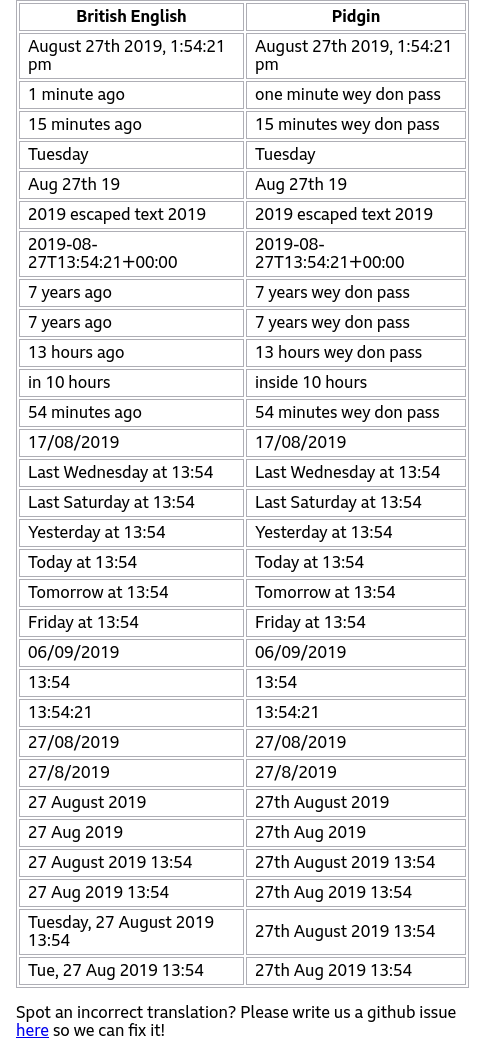 British English Pidgin
August 27th 2019, 1:54:21 pm August 27th 2019, 1:54:21 pm
1 minute ago one minute wey don pass
15 minutes ago 15 minutes wey don pass
Tuesday Tuesday
Aug 27th 19 Aug 27th 19
2019 escaped text 2019 2019 escaped text 2019
2019-08-27T13:54:21+00:00 2019-08-27T13:54:21+00:00
7 years ago 7 years wey don pass
7 years ago 7 years wey don pass
13 hours ago 13 hours wey don pass
in 10 hours inside 10 hours
54 minutes ago 54 minutes wey don pass
17/08/2019 17/08/2019
Last Wednesday at 13:54 Last Wednesday at 13:54
Last Saturday at 13:54 Last Saturday at 13:54
Yesterday at 13:54 Yesterday at 13:54
Today at 13:54 Today at 13:54
Tomorrow at 13:54 Tomorrow at 13:54
Friday at 13:54 Friday at 13:54
06/09/2019 06/09/2019
13:54 13:54
13:54:21 13:54:21
27/08/2019 27/08/2019
27/8/2019 27/8/2019
27 August 2019 27th August 2019
27 Aug 2019 27th Aug 2019
27 August 2019 13:54 27th August 2019 13:54
27 Aug 2019 13:54 27th Aug 2019 13:54
Tuesday, 27 August 2019 13:54 27th August 2019 13:54
Tue, 27 Aug 2019 13:54 27th Aug 2019 13:54
Spot an incorrect translation? Please write us a github issue
here so we can fix it!